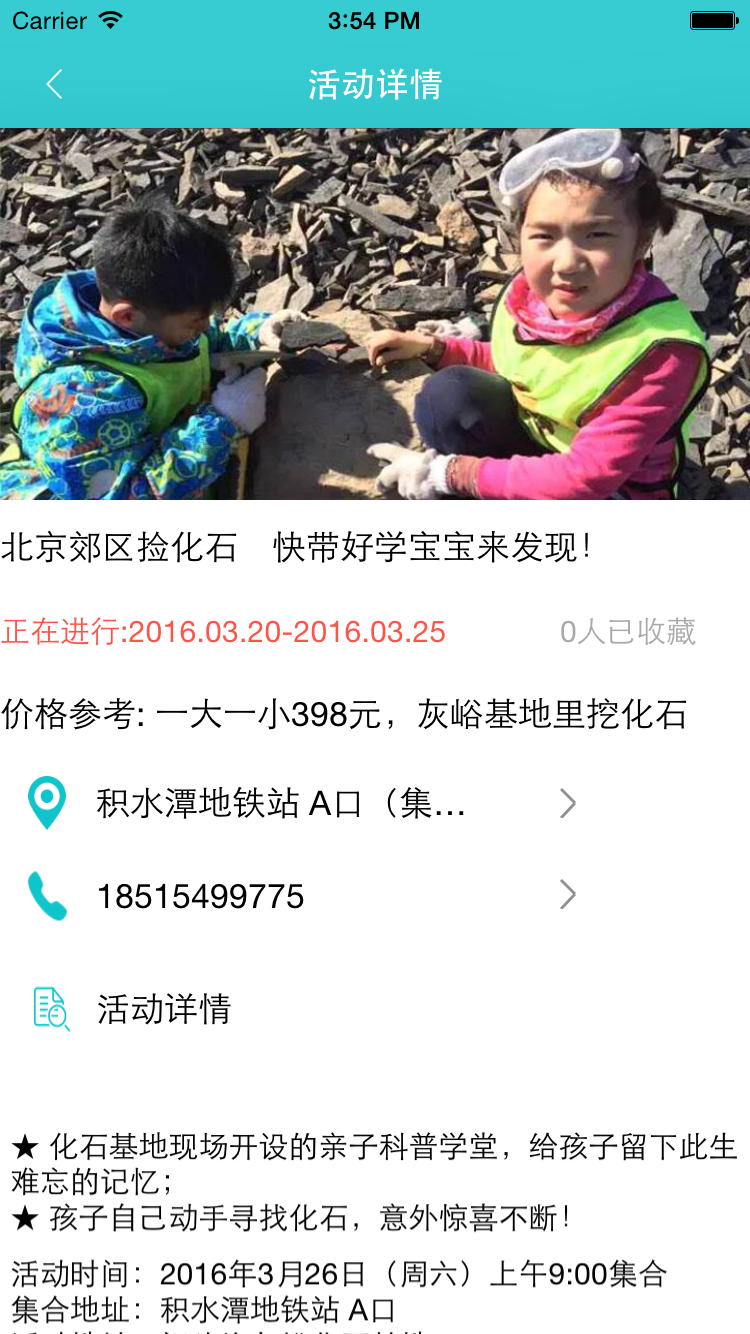 Carrier 3:54 PM
活动详情
北京郊区捡化石 快带好学宝宝来发现！
正在进行:2016.03.20-2016.03.25 0人已收藏
价格参考: 一大一小398元，灰峪基地里挖化石
积水潭地铁站 A口（集...
18515499775
活动详情
★ 化石基地现场开设的亲子科普学堂，给孩子留下此生
难忘的记忆；
★ 孩子自己动手寻找化石，意外惊喜不断！
活动时间：2016年3月26日（周六）上午9:00集合
集合地址：积水潭地铁站 A口